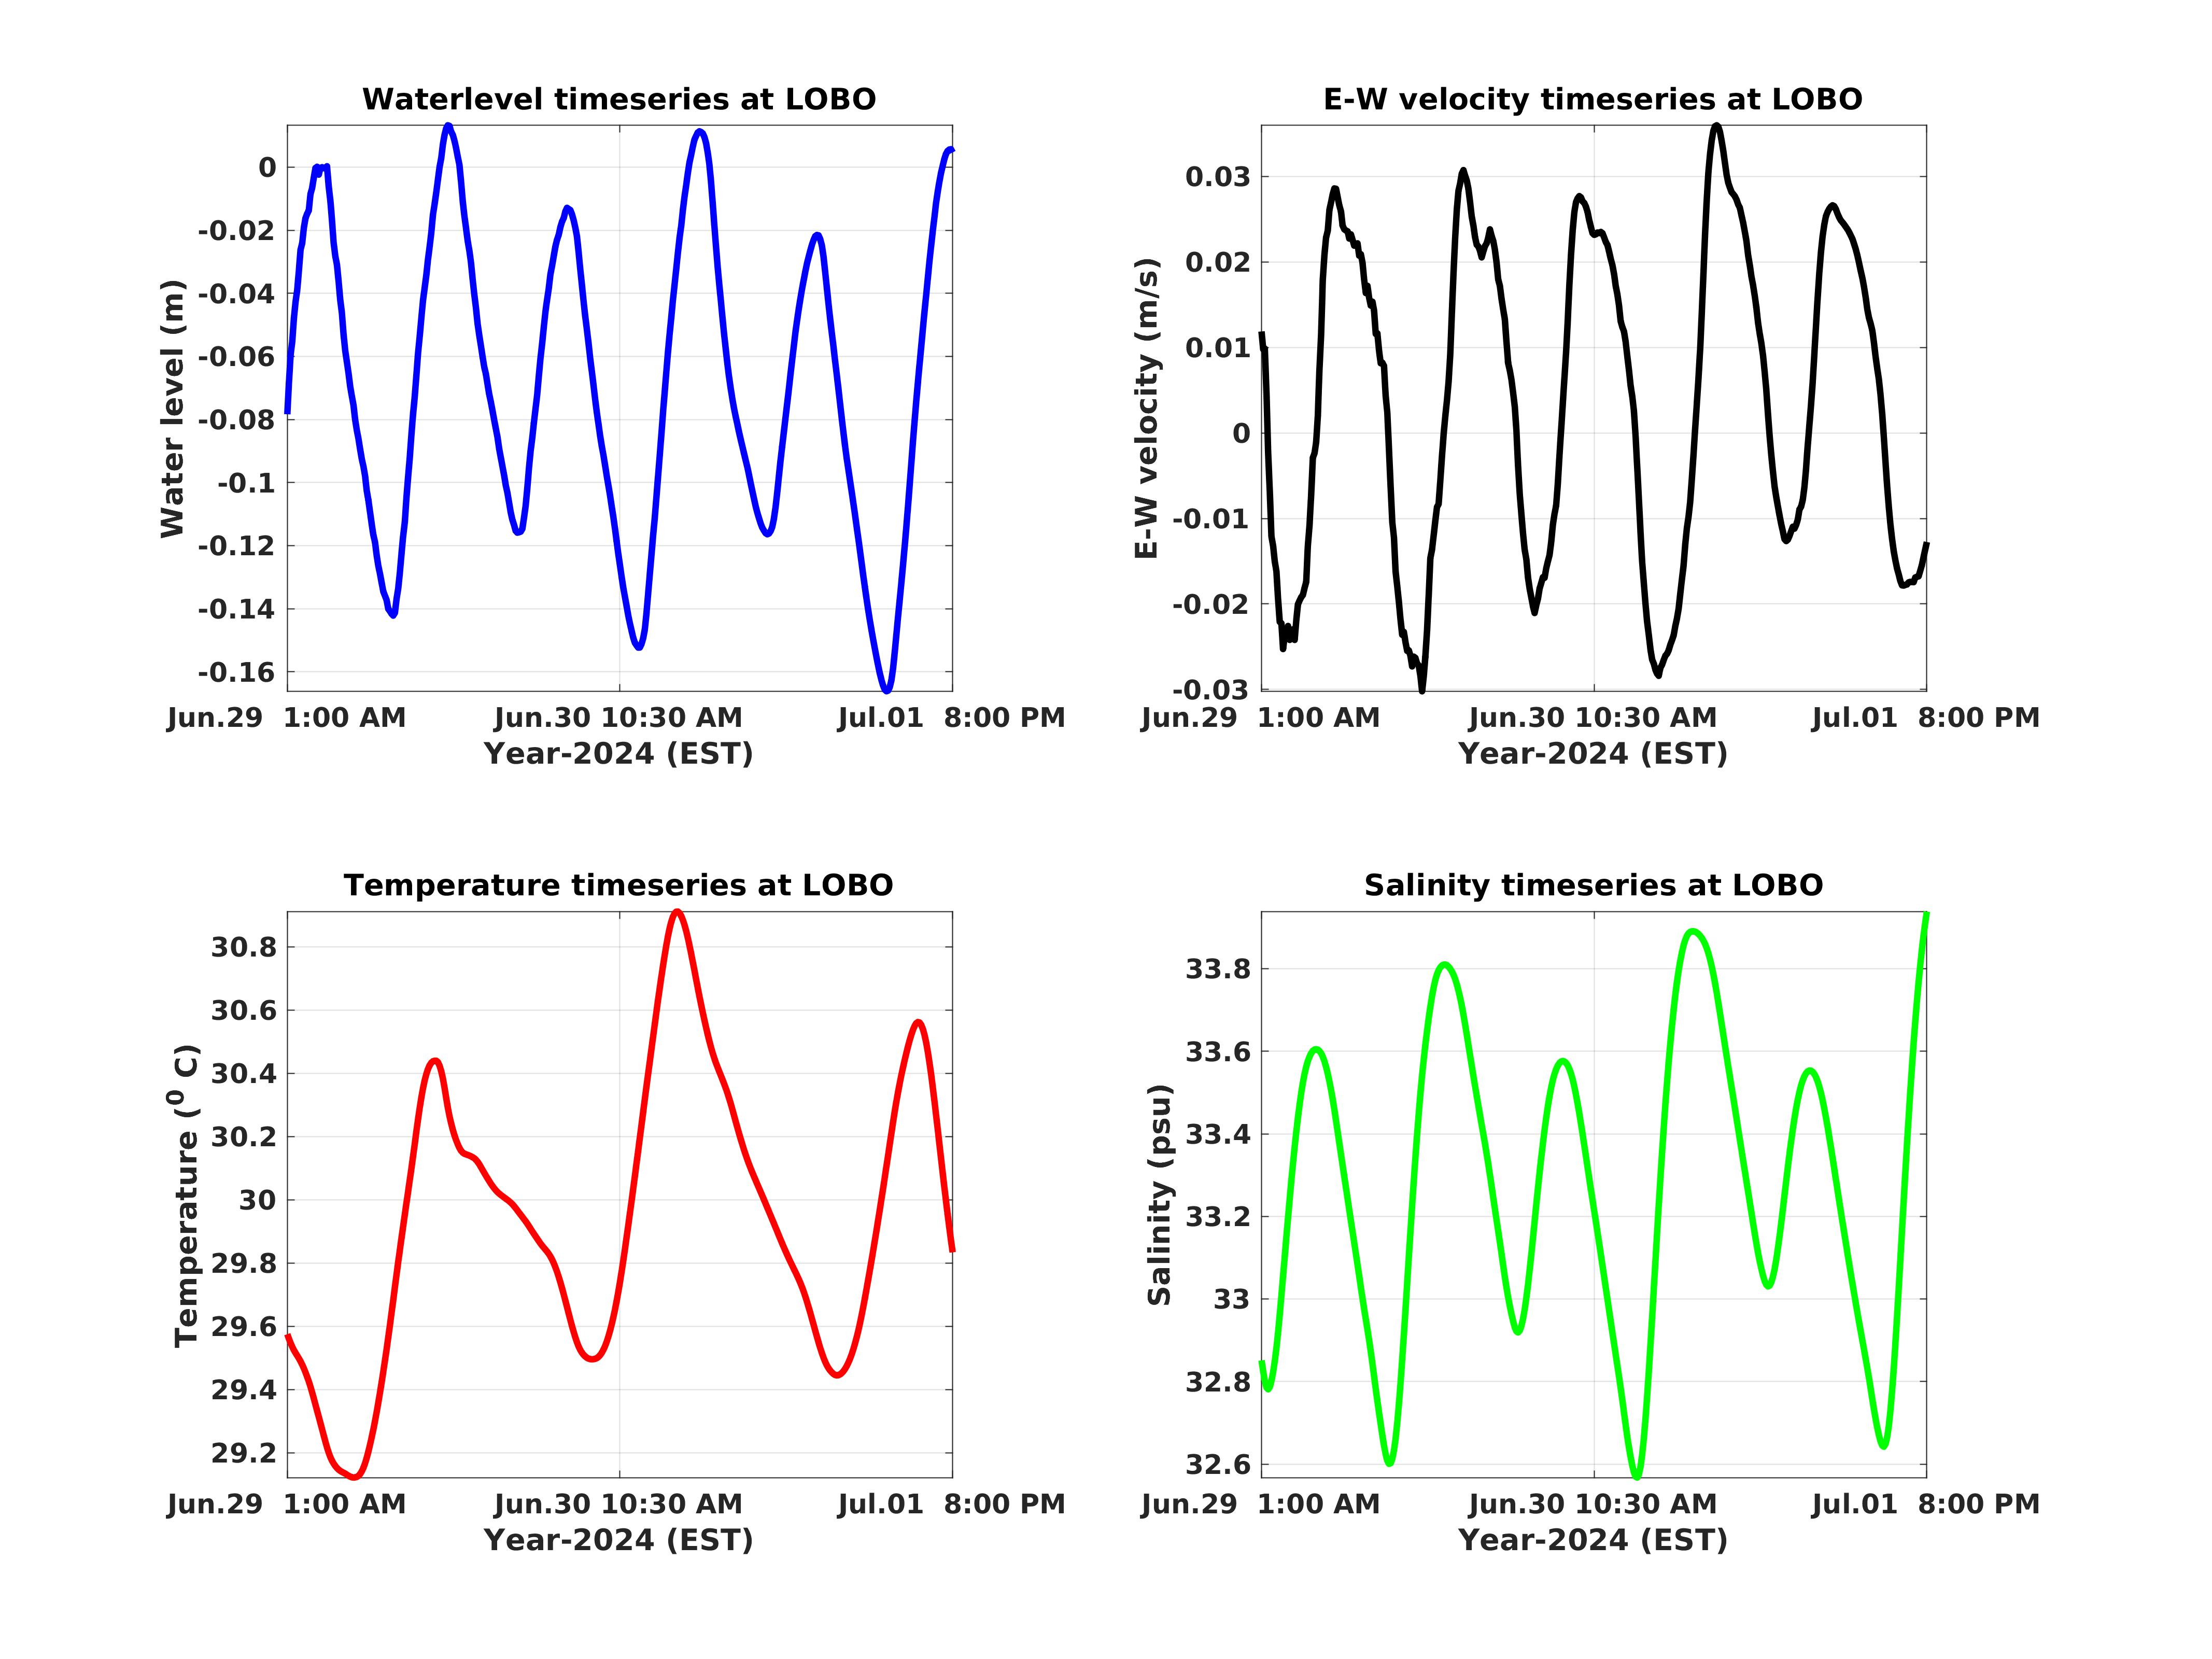 Waterlevel timeseries at LOBO
Water level (m)
0
-0.02
-0.04
-0.06
-0.08
-0.1
-0.12
-0.14
-0.16
Jun.29 1:00 AM
Jun.30 10:30 AM
Jul.01 8:00 PM
Year-2024 (EST)
E-W velocity timeseries at LOBO
E-W velocity (m/s)
0.03
0.02
0.01
0
-0.01
-0.02
-0.03
Jun.29 1:00 AM
Jun.30 10:30 AM
Jul.01 8:00 PM
Year-2024 (EST)
Temperature timeseries at LOBO
Temperature (⁰ C)
30.8
30.6
30.4
30.2
30
29.8
29.6
29.4
29.2
Jun.29 1:00 AM
Jun.30 10:30 AM
Jul.01 8:00 PM
Year-2024 (EST)
Salinity timeseries at LOBO
Salinity (psu)
33.8
33.6
33.4
33.2
33
32.8
32.6
Jun.29 1:00 AM
Jun.30 10:30 AM
Jul.01 8:00 PM
Year-2024 (EST)